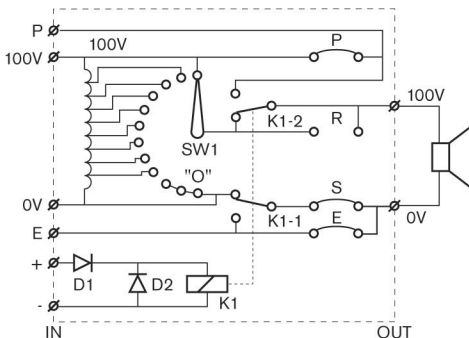 P
100V
100V
P
100V
K1-2
R
SW1
"O"
S
0V
K1-1
0V
E
E
+
D1
D2
K1
-
IN
OUT